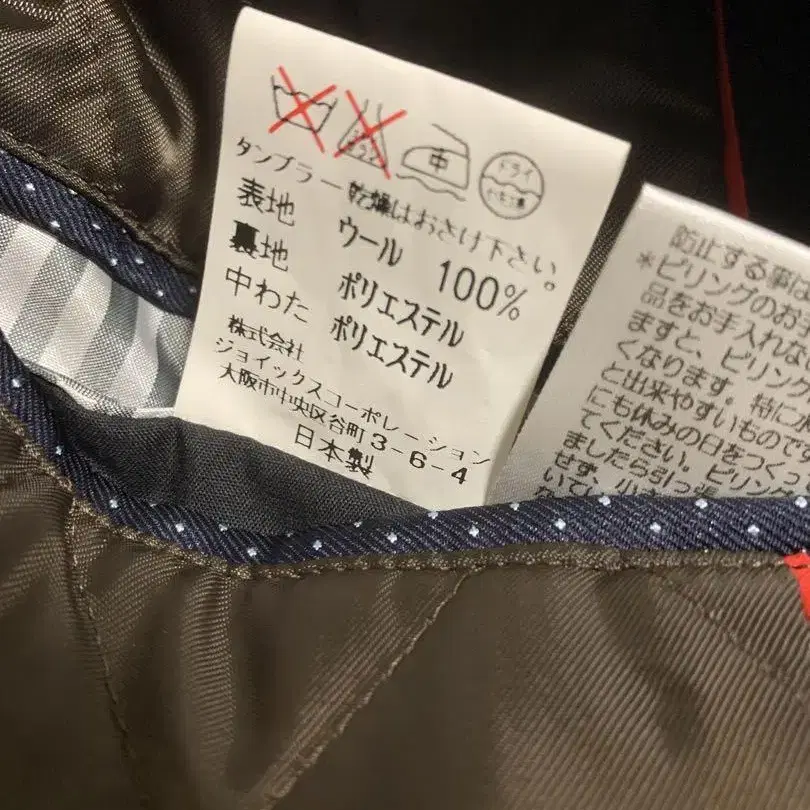 中
ドライ
タンブラー乾燥はおさけ下さい。
表地 ウール 100%
裏地 ポリエステル
中わた ポリエステル
株式会社
ジョイックスコーポレーション
大阪市中央区谷町3-6-4
日本製
防止する事は
*ピリングのお
品をお手入れな
ますと、ピリング
くなります。特に水
と出来やすいもので
にも休みの日をつくっ
てください。ピリング
ましたら引っ
せず、小
いて